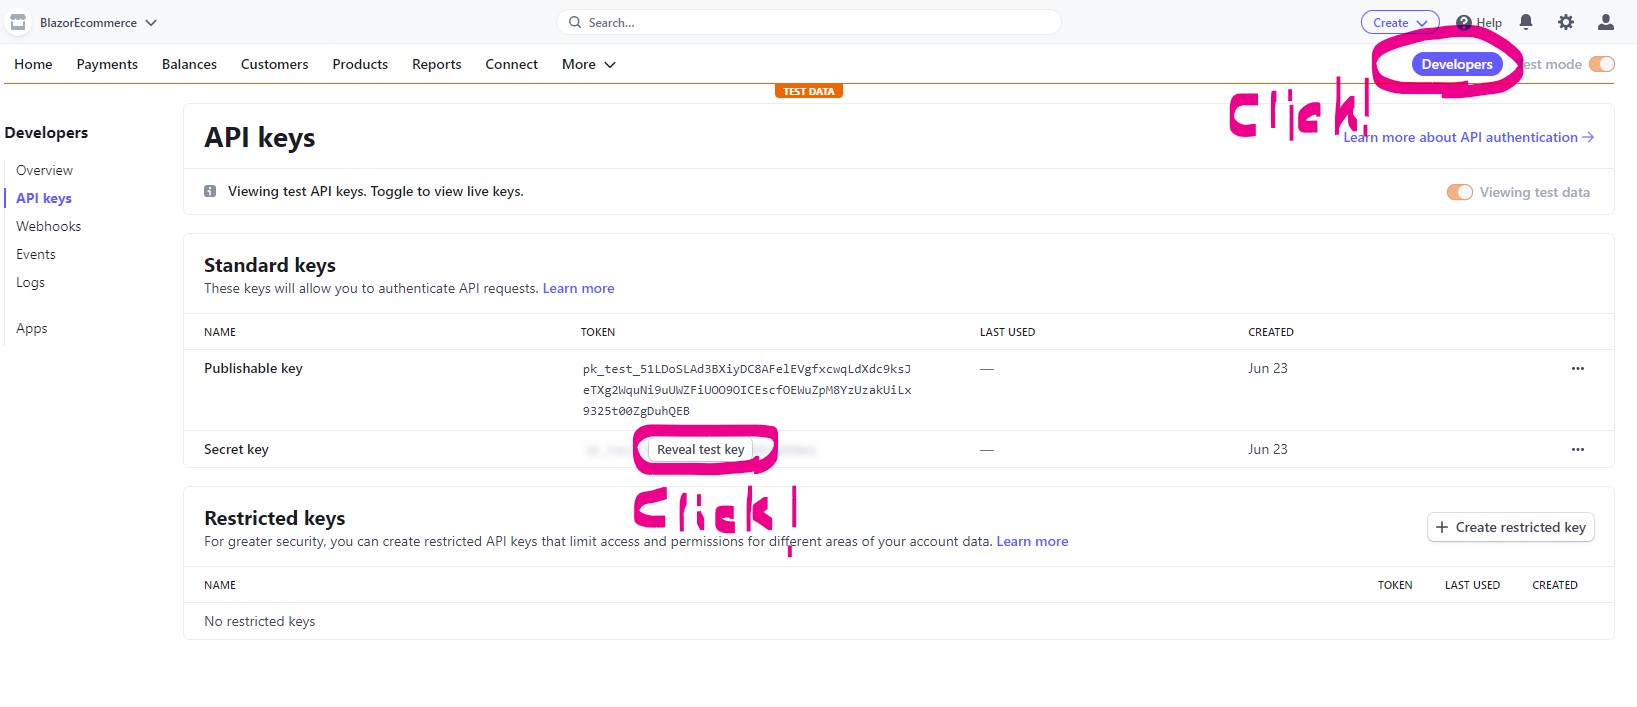 BlazorEcommerce
Search...
Create
Help
Home Payments Balances Customers Products Reports Connect More
Developers
est mode
TEST DATA
Click!
Developers
Overview
API keys
Webhooks
Events
Logs
Apps
API keys
Learn more about API authentication →
Viewing test API keys. Toggle to view live keys.
Viewing test data
Standard keys
These keys will allow you to authenticate API requests. Learn more
NAME TOKEN LAST USED CREATED
Publishable key pk_test_51LDoSLAd3BXiyDC8AFelEVgfxcwqLdXdc9ksJ — Jun 23 •••
eTXg2WquNi9uUWZFiUOO9OICEscfOEWuZpM8YzUzakUiLx
9325t00ZgDuhQEB
Secret key Reveal test key — Jun 23 •••
Click!
Restricted keys
For greater security, you can create restricted API keys that limit access and permissions for different areas of your account data. Learn more
+ Create restricted key
NAME TOKEN LAST USED CREATED
No restricted keys